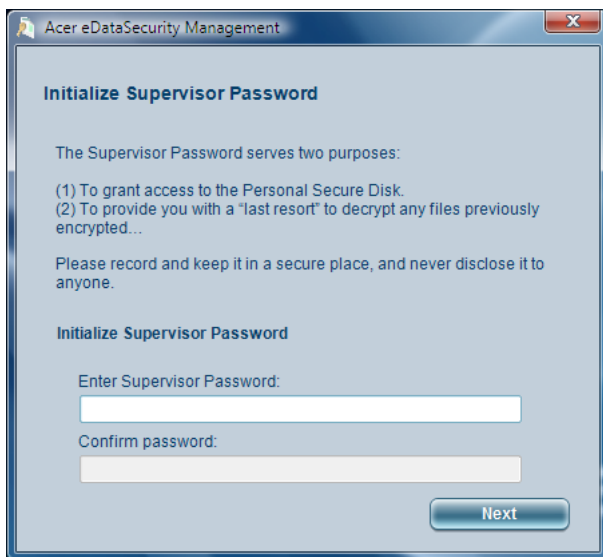 Acer eDataSecurity Management
Initialize Supervisor Password
The Supervisor Password serves two purposes:
(1) To grant access to the Personal Secure Disk.
(2) To provide you with a “last resort” to decrypt any files previously
encrypted...
Please record and keep it in a secure place, and never disclose it to
anyone.
Initialize Supervisor Password
Enter Supervisor Password:
Confirm password:
Next